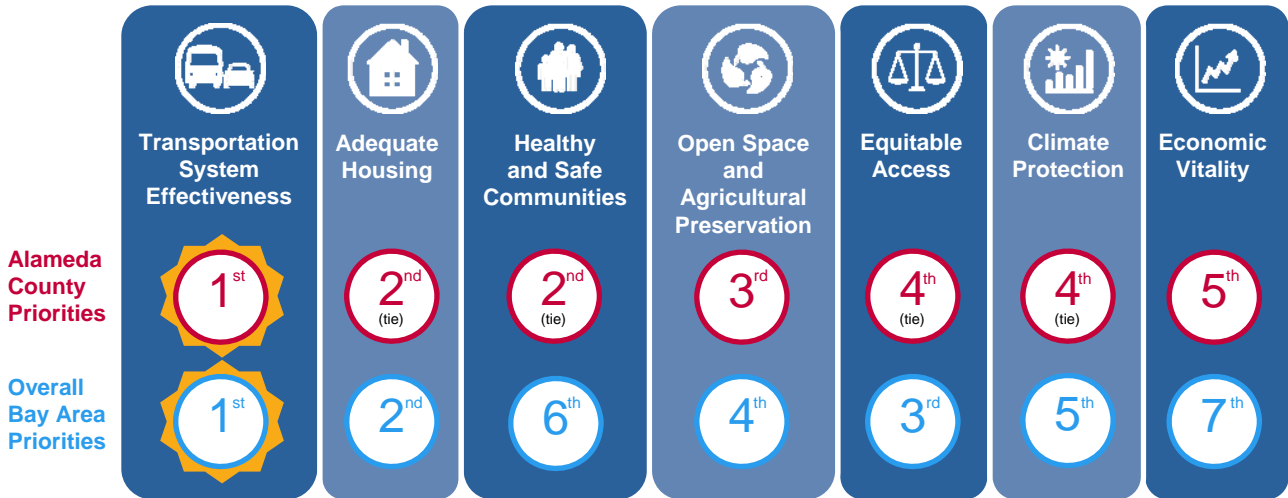 Transportation
System
Effectiveness
Adequate
Housing
Healthy
and Safe
Communities
Open Space
and
Agricultural
Preservation
Equitable
Access
Climate
Protection
Economic
Vitality
Alameda
County
Priorities
1st
2nd
(tie)
2nd
(tie)
3rd
4th
(tie)
4th
(tie)
5th
Overall
Bay Area
Priorities
1st
2nd
6th
4th
3rd
5th
7th